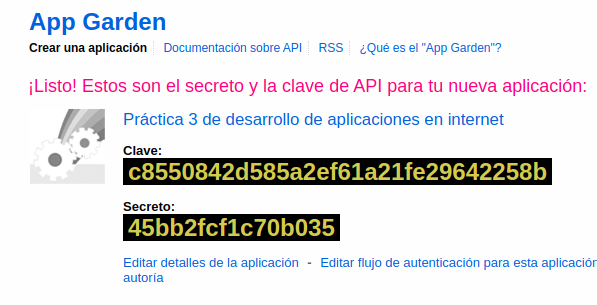 App Garden
Crear una aplicación Documentación sobre API RSS ¿Qué es el "App Garden"?
¡Listo! Estos son el secreto y la clave de API para tu nueva aplicación:
Práctica 3 de desarrollo de aplicaciones en internet
Clave:
c8550842d585a2ef61a21fe29642258b
Secreto:
45bb2fcf1c70b035
Editar detalles de la aplicación - Editar flujo de autenticación para esta aplicación
autoría